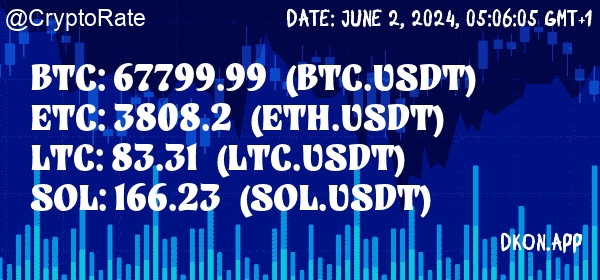 @CryptoRate
DATE: JUNE 2, 2024, 05:06:05 GMT+1
BTC: 67799.99 (BTC.USDT)
ETC: 3808.2 (ETH.USDT)
LTC: 83.31 (LTC.USDT)
SOL: 166.23 (SOL.USDT)
DKON.APP